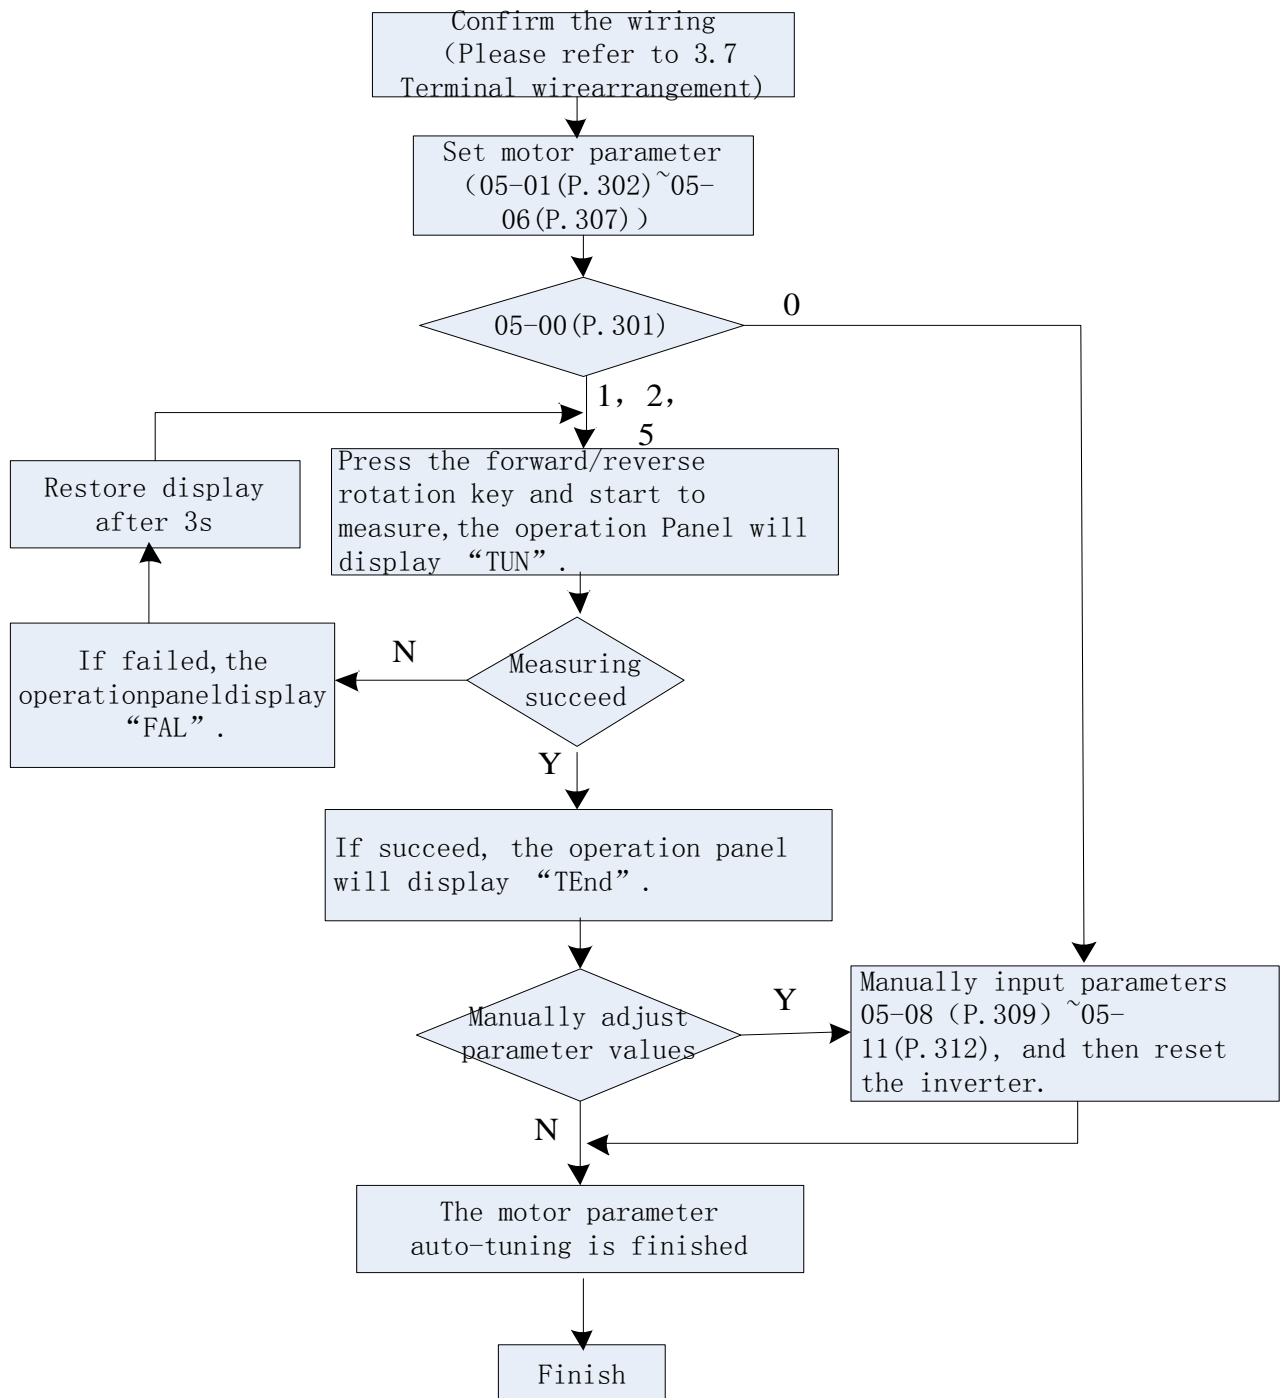 Confirm the wiring
(Please refer to 3.7
Terminal wirearrangement)
Set motor parameter
(05-01(P.302)~05-
06(P.307))
05-00(P.301)
0
1, 2,
5
Press the forward/reverse
rotation key and start to
measure,the operation Panel will
display “TUN”.
Restore display
after 3s
If failed,the
operationpaneldisplay
“FAL”.
N
Measuring
succeed
Y
If succeed, the operation panel
will display “TEnd”.
Manually adjust
parameter values
Y
Manually input parameters
05-08 (P.309) ~05-
11(P.312), and then reset
the inverter.
N
The motor parameter
auto-tuning is finished
Finish